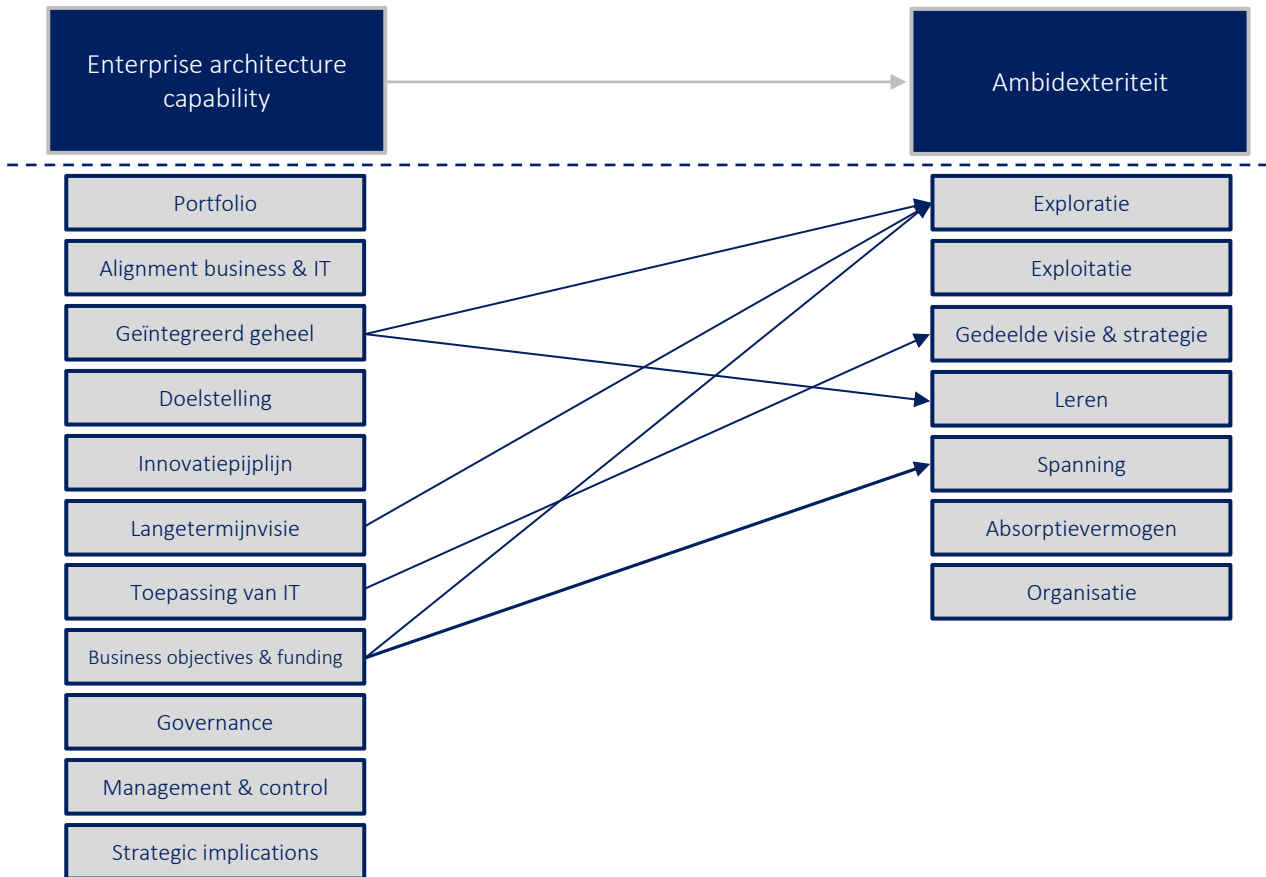 Enterprise architecture
capability
Ambidexteriteit
Portfolio
Alignment business & IT
Geïntegreerd geheel
Doelstelling
Innovatiepijplijn
Langetermijnvisie
Toepassing van IT
Business objectives & funding
Governance
Management & control
Strategic implications
Exploratie
Exploitatie
Gedeelde visie & strategie
Leren
Spanning
Absorptievermogen
Organisatie